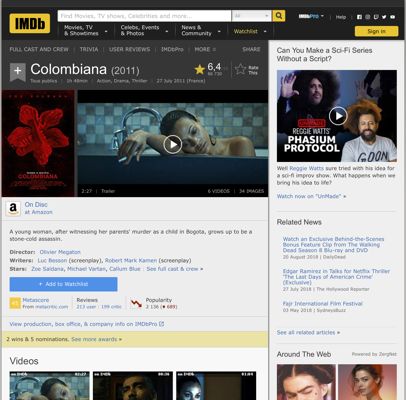 IMDb
Find Movies, TV shows, Celebrities and more...
All
IMDbPro
Help
Movies, TV & Showtimes
Celebs, Events & Photos
News & Community
Watchlist
Sign in
FULL CAST AND CREW | TRIVIA | USER REVIEWS | IMDbPro | MORE
SHARE
Colombiana (2011)
6,4
Rate This
Tous publics | 1h 48min | Action, Drama, Thriller | 27 July 2011 (France)
COLOMBIANA
2:27 | Trailer
6 VIDEOS | 34 IMAGES
On Disc
at Amazon
A young woman, after witnessing her parents' murder as a child in Bogota, grows up to be a
stone-cold assassin.
Director: Olivier Megaton
Writers: Luc Besson (screenplay), Robert Mark Kamen (screenplay)
Stars: Zoe Saldana, Michael Vartan, Callum Blue | See full cast & crew »
+ Add to Watchlist
Metascore
From metacritic.com
Reviews
213 user | 199 critic
Popularity
2 136
View production, box office, & company info on IMDbPro
2 wins & 5 nominations. See more awards »
Videos
02:27
00:30
01:04
Can You Make a Sci-Fi Series
Without a Script?
REGGIE WATTS'
PHASIUM
PROTOCOL
Well Reggie Watts sure tried with his idea for
a sci-fi improv show. What happens when we
bring his idea to life?
Watch now on "UnMade" »
Related News
Watch an Exclusive Behind-the-Scenes
Bonus Feature Clip from The Walking
Dead Season 8 Blu-ray and DVD
20 August 2018 | DailyDead
Edgar Ramirez in Talks for Netflix Thriller
'The Last Days of American Crime'
(Exclusive)
27 July 2018 | The Hollywood Reporter
Fajr International Film Festival
03 May 2018 | SydneysBuzz
See all related articles »
Around The Web
Powered by ZergNet